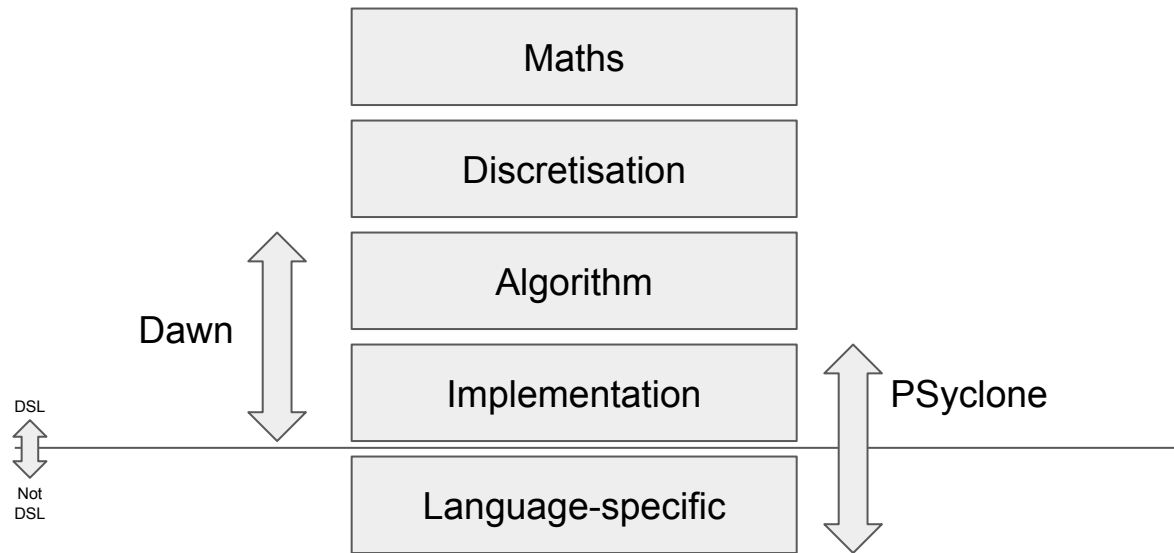 Maths
Discretisation
Algorithm
Dawn
Implementation
PSyclone
DSL
Not
DSL
Language-specific